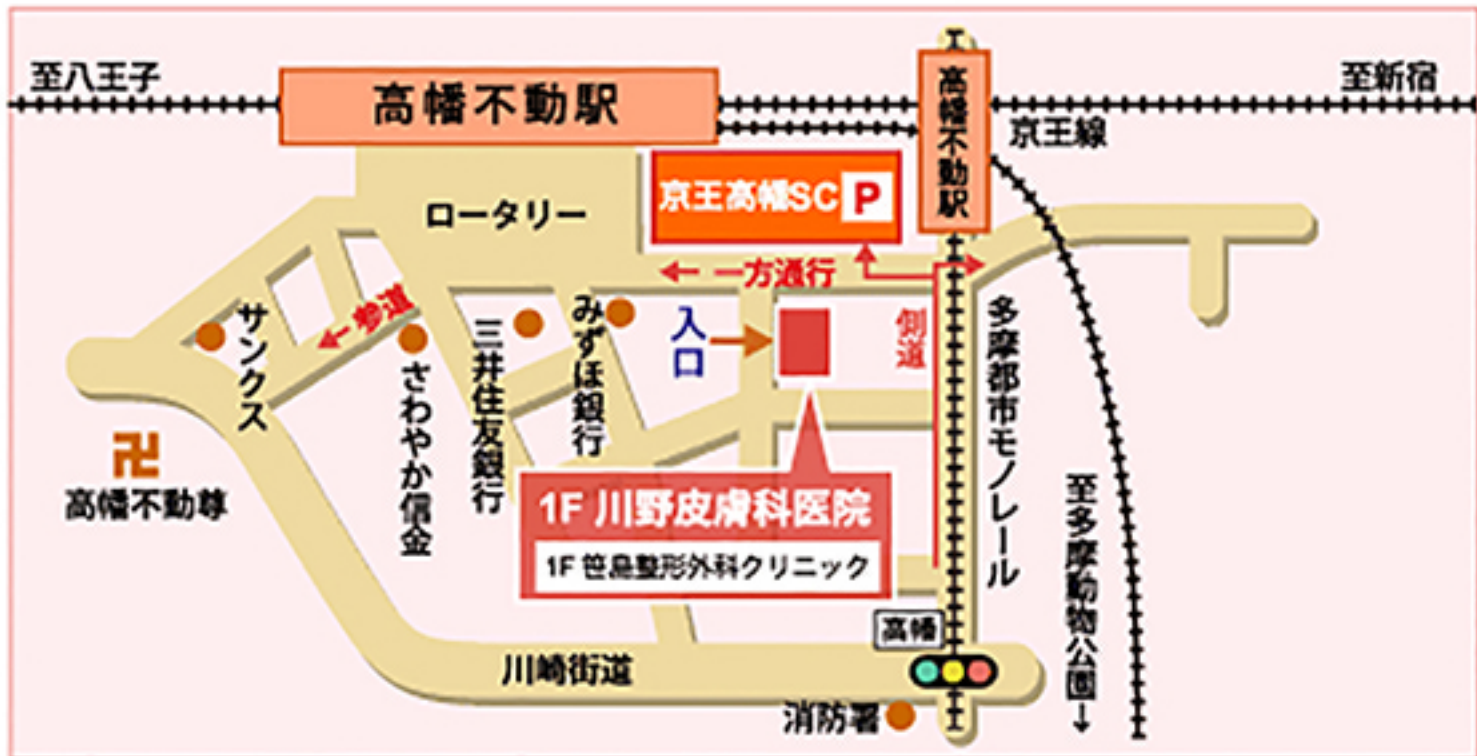 至八王子
高幡不動駅
高幡不動駅
至新宿
京王線
京王高幡SC P
ロータリー
← 一方通行
← 参道
サンクス
さわやか信金
三井住友銀行
みずほ銀行
入口
側道
多摩都市モノレール
至多摩動物公園↓
卍
高幡不動尊
1F 川野皮膚科医院
1F 笹島整形外科クリニック
高幡
川崎街道
消防署